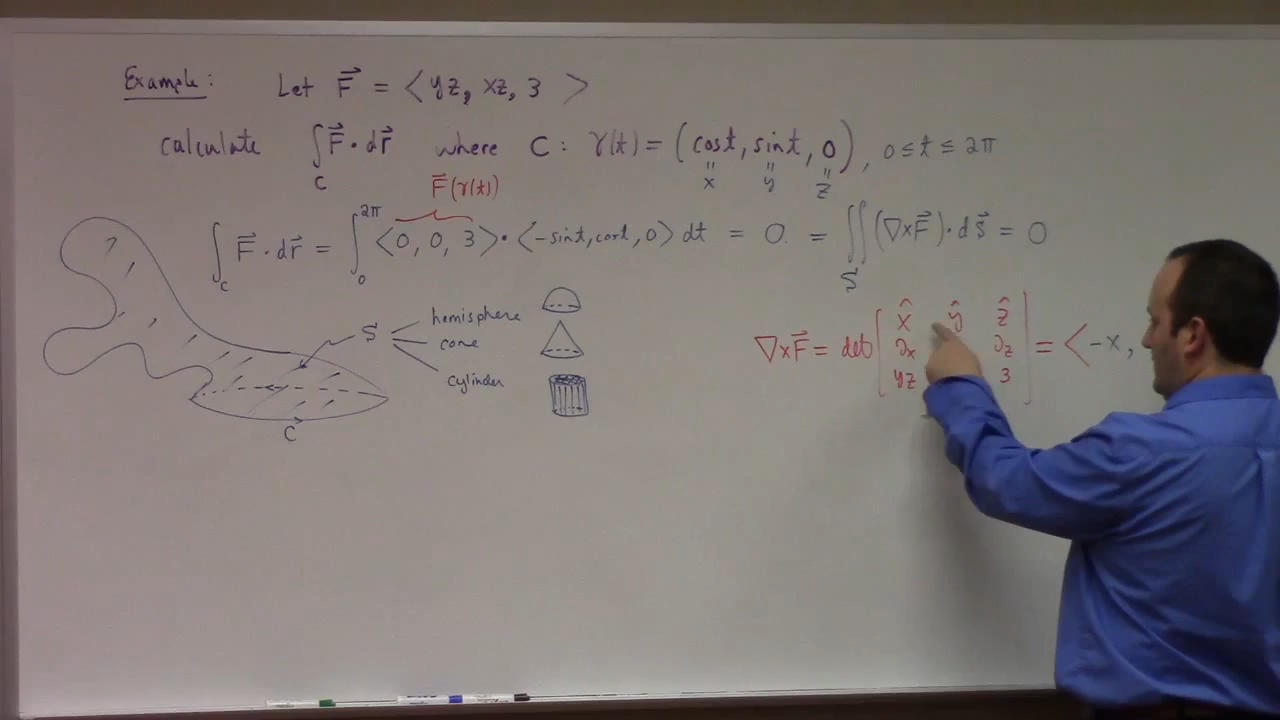 Example: Let F⃗ = < yz, xz, 3 >
calculate ∫_C F⃗ · dr⃗ where C: γ(t) = (cost, sint, 0), 0 ≤ t ≤ 2π
= x = y = z
F⃗(γ(t))
∫_C F⃗ · dr⃗ = ∫_0^2π <0, 0, 3> · <-sint, cost, 0> dt = 0. = ∬_S (∇×F⃗) · dS⃗ = 0
S
hemisphere
cone
cylinder
C
∇×F⃗ = det [ x̂ ŷ ẑ
∂x ∂z
yz 3 ] = < -x,